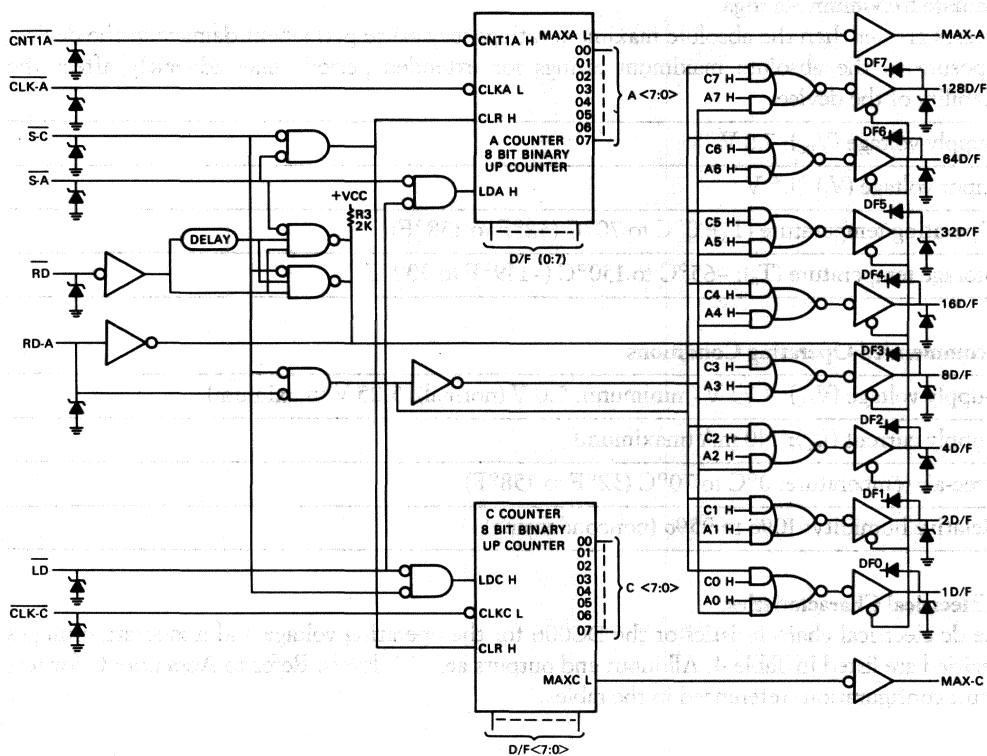 CNT1A
CLK-A
S-C
S-A
RD
RD-A
LD
CLK-C
DELAY
+VCC
R3
2K
MAXA L
CNT1A H
CLKA L
CLR H
A COUNTER
8 BIT BINARY
UP COUNTER
LDA H
00
01
02
03
04
05
06
07
A <7:0>
D/F (0:7)
C COUNTER
8 BIT BINARY
UP COUNTER
LDC H
CLKC L
CLR H
MAXC L
00
01
02
03
04
05
06
07
C <7:0>
D/F<7:0>
MAX-A
C7 H
A7 H
DF7
128D/F
C6 H
A6 H
DF6
64D/F
C5 H
A5 H
DF5
32D/F
C4 H
A4 H
DF4
16D/F
C3 H
A3 H
DF3
8D/F
C2 H
A2 H
DF2
4D/F
C1 H
A1 H
DF1
2D/F
C0 H
A0 H
DF0
1D/F
MAX-C